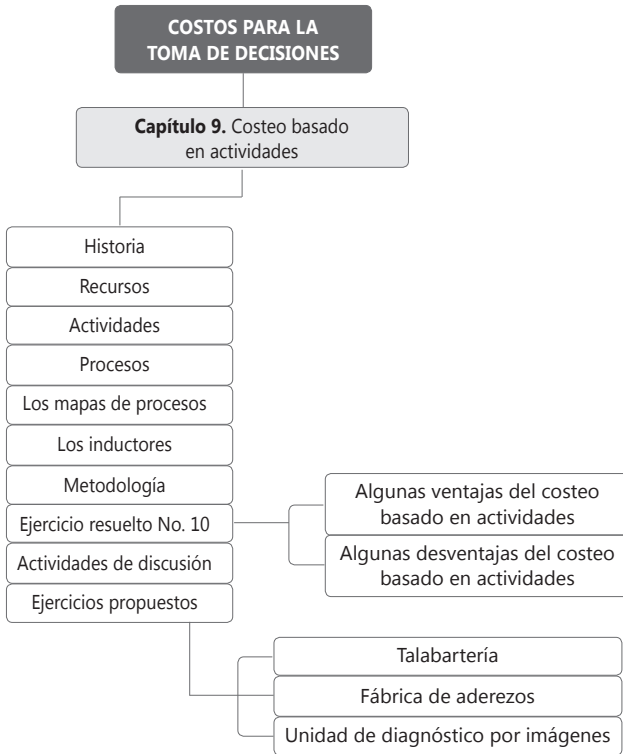 COSTOS PARA LA
TOMA DE DECISIONES
Capítulo 9. Costeo basado
en actividades
Historia
Recursos
Actividades
Procesos
Los mapas de procesos
Los inductores
Metodología
Ejercicio resuelto No. 10
Actividades de discusión
Ejercicios propuestos
Algunas ventajas del costeo
basado en actividades
Algunas desventajas del costeo
basado en actividades
Talabartería
Fábrica de aderezos
Unidad de diagnóstico por imágenes